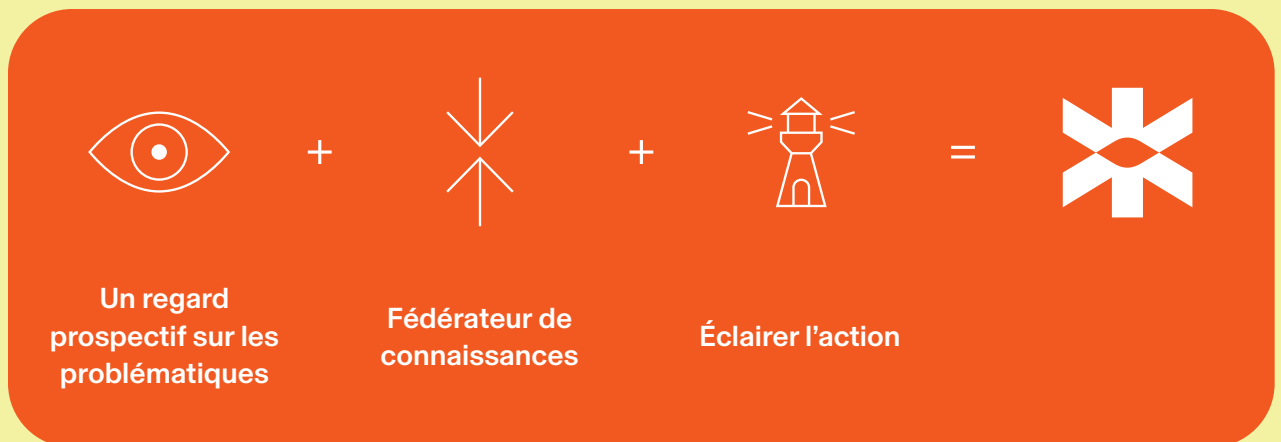 +
+
=
Un regard
prospectif sur les
problématiques
Fédérateur de
connaissances
Éclairer l’action